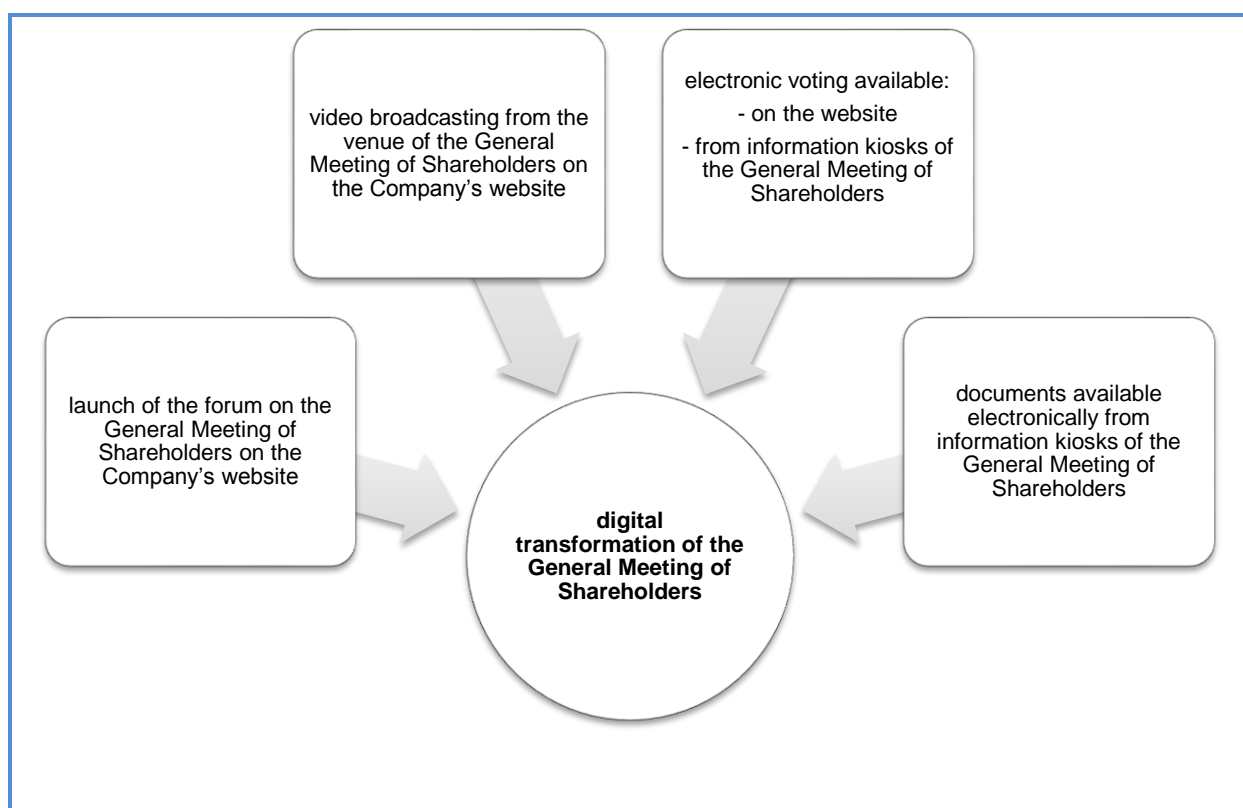 video broadcasting from the
venue of the General
Meeting of Shareholders on
the Company’s website
electronic voting available:
- on the website
- from information kiosks of
the General Meeting of
Shareholders
launch of the forum on the
General Meeting of
Shareholders on the
Company’s website
documents available
electronically from
information kiosks of the
General Meeting of
Shareholders
digital
transformation of the
General Meeting of
Shareholders